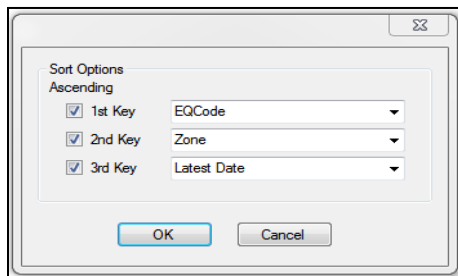 Sort Options
Ascending
1st Key EQCode
2nd Key Zone
3rd Key Latest Date
OK Cancel